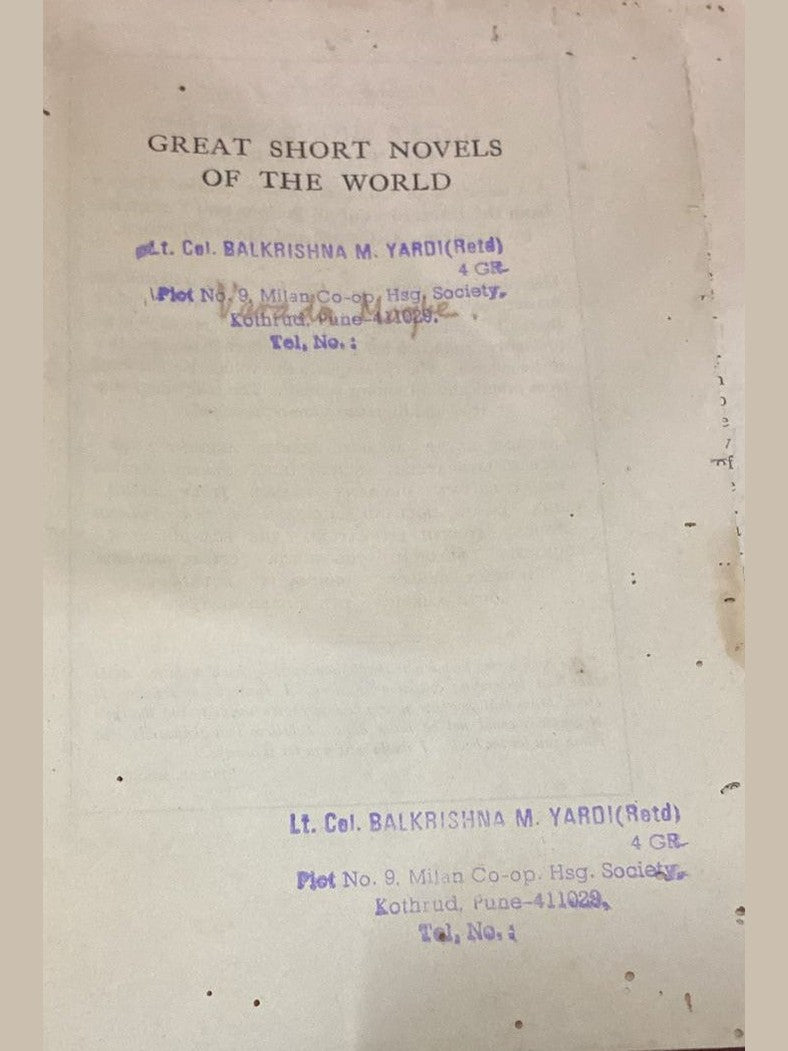 GREAT SHORT NOVELS
OF THE WORLD
Lt. Col. BALKRISHNA M. YARDI (Retd)
4 GR
Plot No. 9, Milan Co-op. Hsg. Society,
Kothrud, Pune-411029.
Tel. No. :
Lt. Col. BALKRISHNA M. YARDI (Retd)
4 GR
Plot No. 9, Milan Co-op. Hsg. Society,
Kothrud, Pune-411029,
Tel, No. :